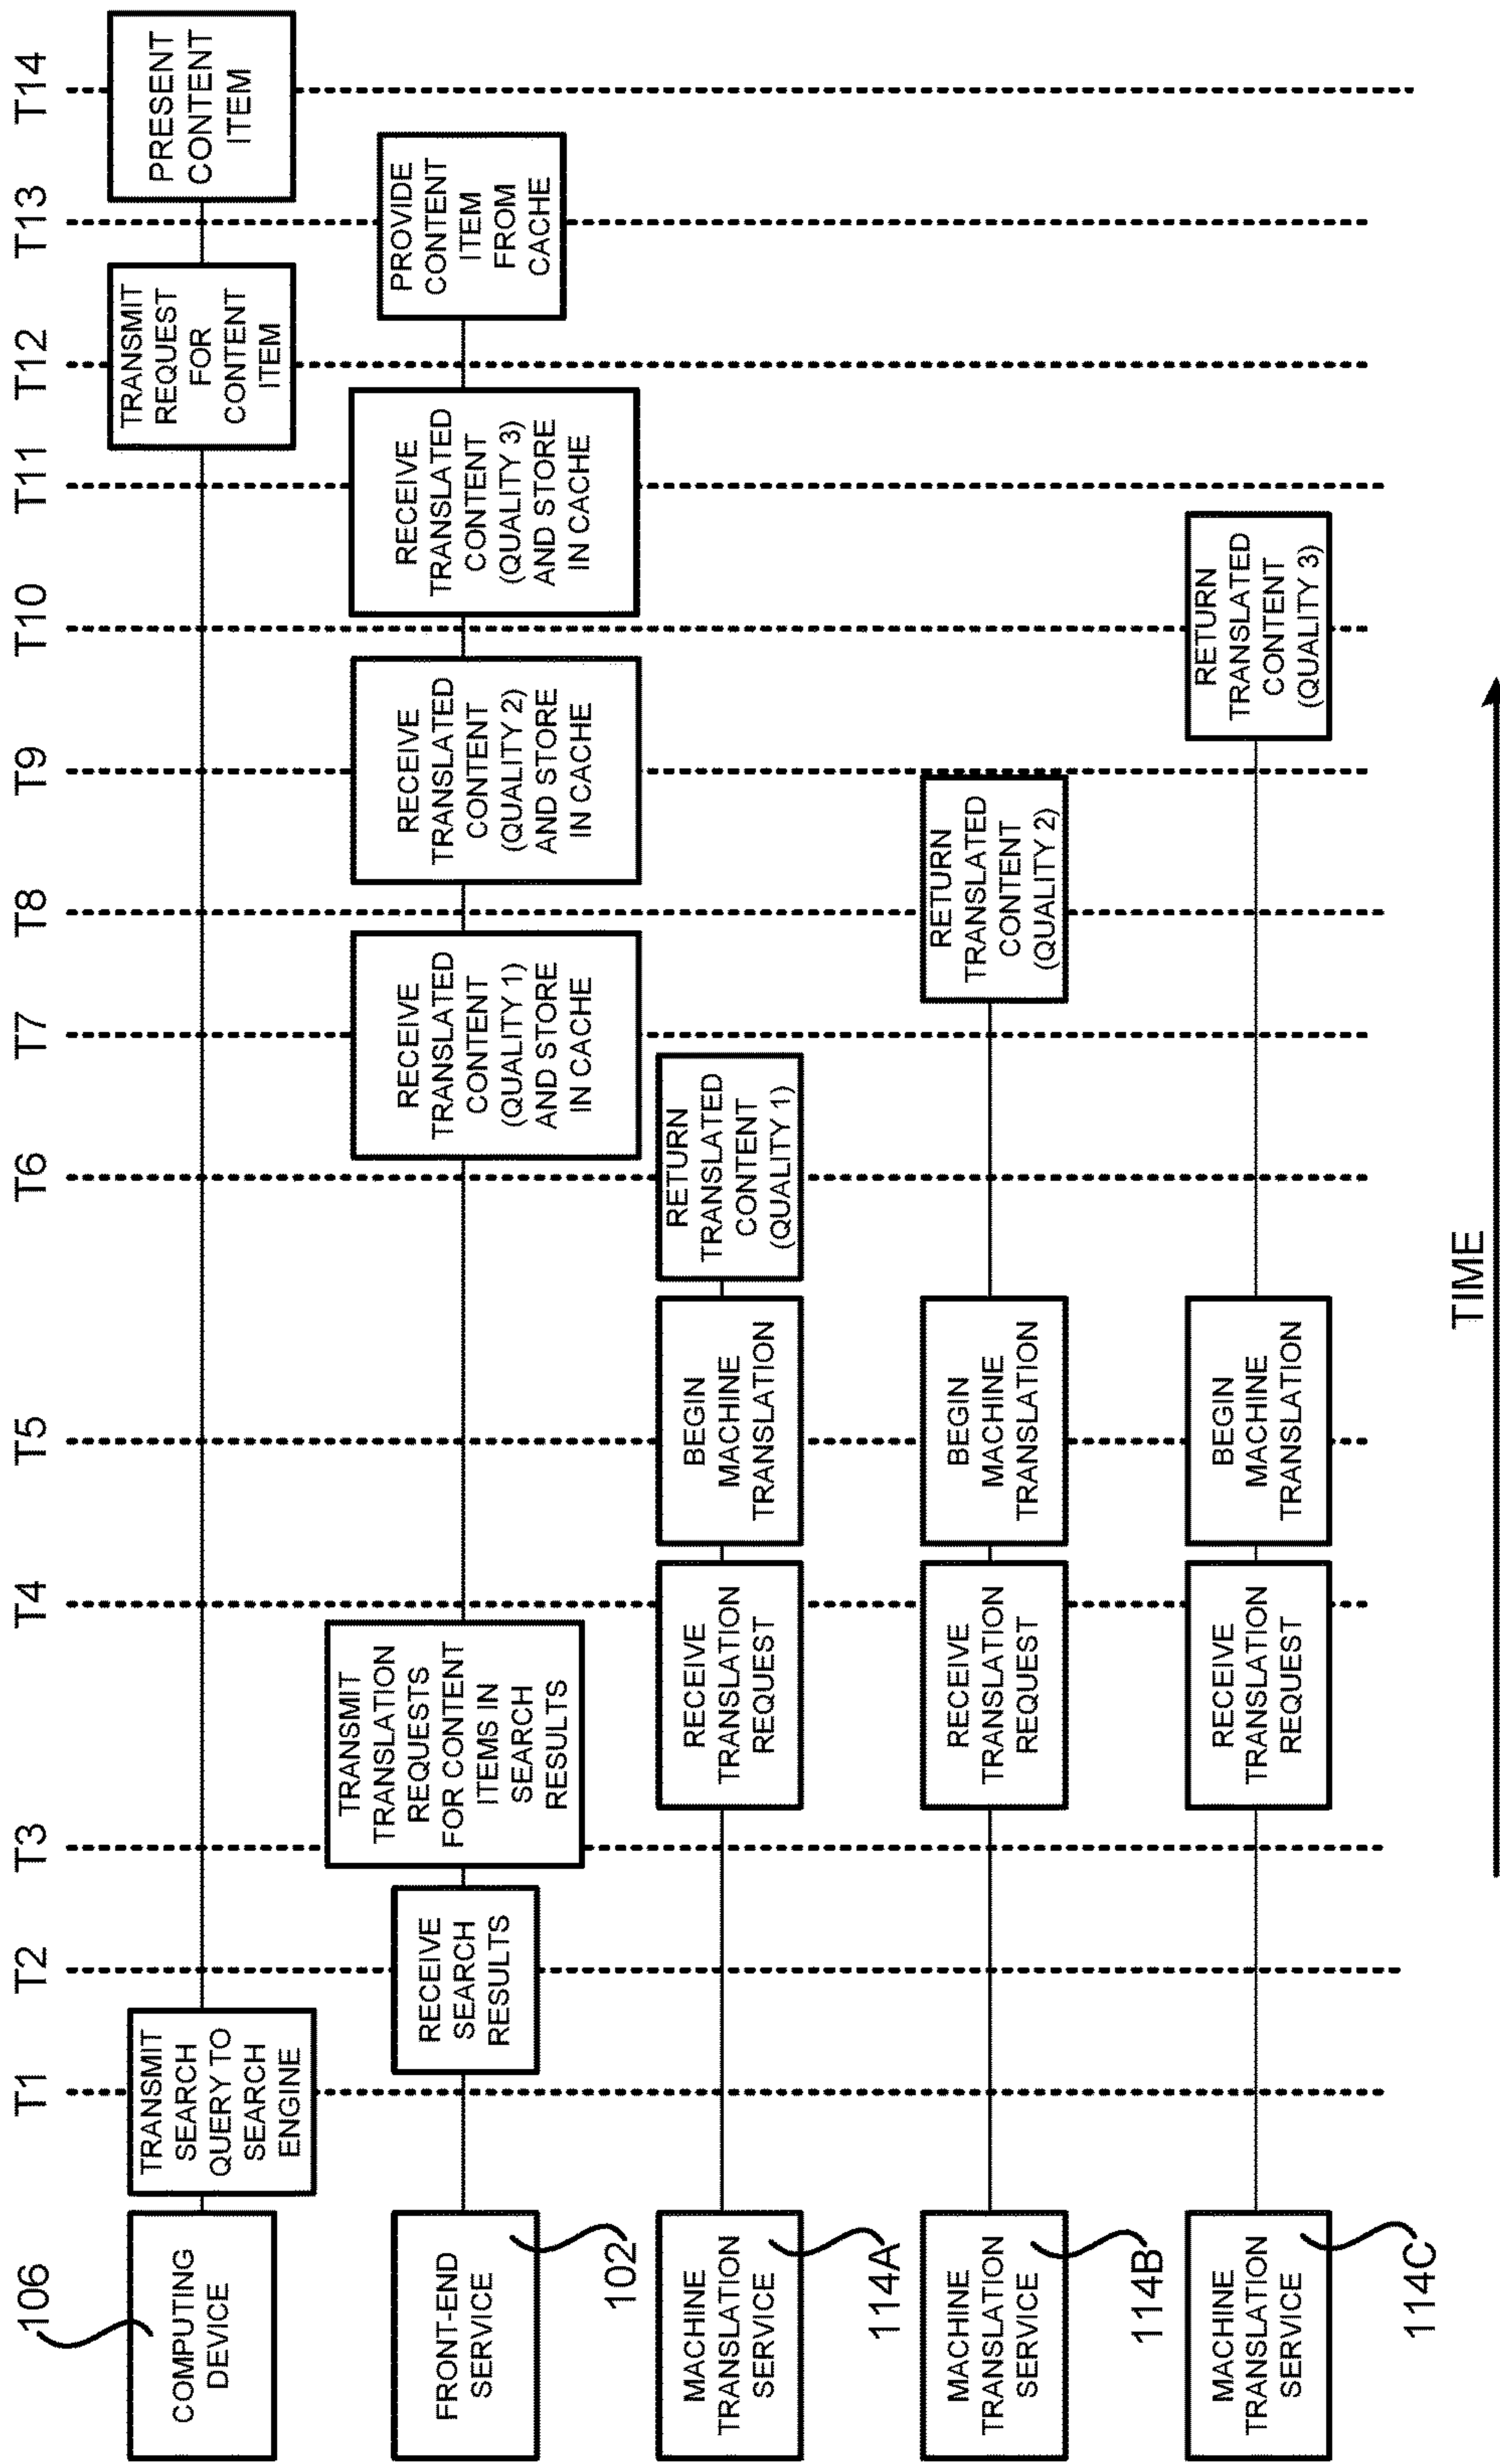 T1
T2
T3
T4
T5
T6
T7
T8
T9
T10
T11
T12
T13
T14
106
COMPUTING
DEVICE
TRANSMIT
SEARCH
QUERY TO
SEARCH
ENGINE
TRANSMIT
REQUEST
FOR
CONTENT
ITEM
PRESENT
CONTENT
ITEM
FRONT-END
SERVICE
102
RECEIVE
SEARCH
RESULTS
TRANSMIT
TRANSLATION
REQUESTS
FOR CONTENT
ITEMS IN
SEARCH
RESULTS
RECEIVE
TRANSLATED
CONTENT
(QUALITY 1)
AND STORE
IN CACHE
RECEIVE
TRANSLATED
CONTENT
(QUALITY 2)
AND STORE
IN CACHE
RECEIVE
TRANSLATED
CONTENT
(QUALITY 3)
AND STORE
IN CACHE
PROVIDE
CONTENT
ITEM
FROM
CACHE
MACHINE
TRANSLATION
SERVICE
114A
RECEIVE
TRANSLATION
REQUEST
BEGIN
MACHINE
TRANSLATION
RETURN
TRANSLATED
CONTENT
(QUALITY 1)
MACHINE
TRANSLATION
SERVICE
114B
RECEIVE
TRANSLATION
REQUEST
BEGIN
MACHINE
TRANSLATION
RETURN
TRANSLATED
CONTENT
(QUALITY 2)
MACHINE
TRANSLATION
SERVICE
114C
RECEIVE
TRANSLATION
REQUEST
BEGIN
MACHINE
TRANSLATION
RETURN
TRANSLATED
CONTENT
(QUALITY 3)
TIME